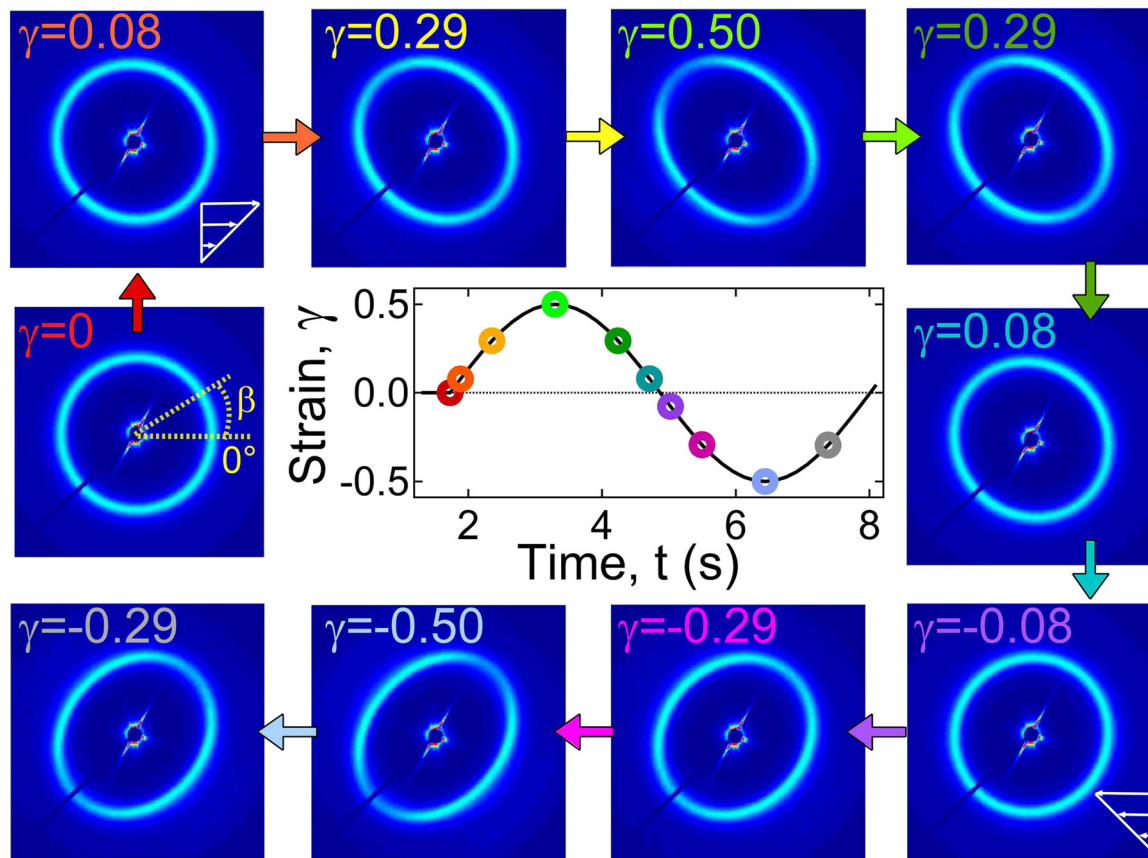 γ=0.08
γ=0.29
γ=0.50
γ=0.29
γ=0
β
0°
Strain, γ
0.5
0.0
-0.5
2
4
6
8
Time, t (s)
γ=0.08
γ=-0.29
γ=-0.50
γ=-0.29
γ=-0.08